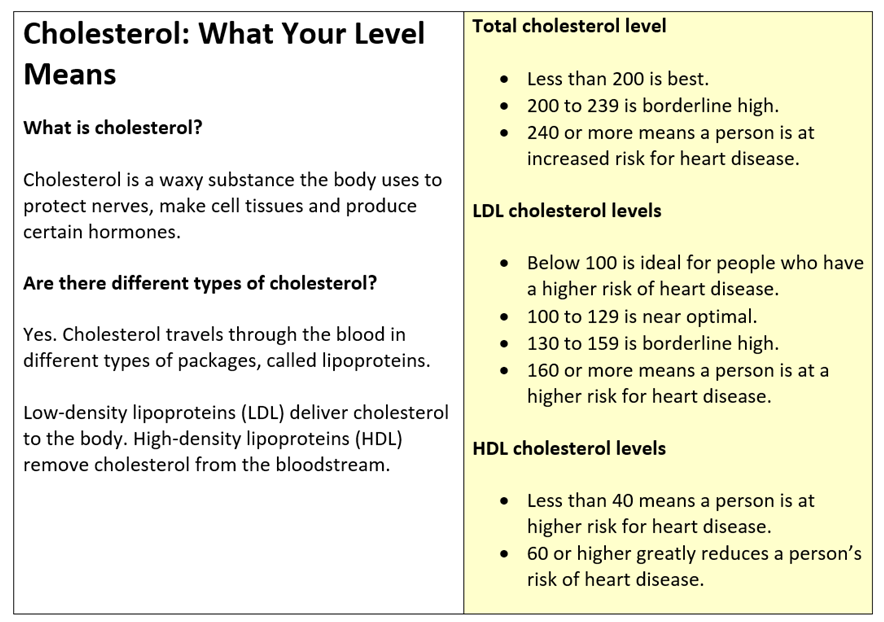 Cholesterol: What Your Level
Means
What is cholesterol?
Cholesterol is a waxy substance the body uses to
protect nerves, make cell tissues and produce
certain hormones.
Are there different types of cholesterol?
Yes. Cholesterol travels through the blood in
different types of packages, called lipoproteins.
Low-density lipoproteins (LDL) deliver cholesterol
to the body. High-density lipoproteins (HDL)
remove cholesterol from the bloodstream.
Total cholesterol level
• Less than 200 is best.
• 200 to 239 is borderline high.
• 240 or more means a person is at
increased risk for heart disease.
LDL cholesterol levels
• Below 100 is ideal for people who have
a higher risk of heart disease.
• 100 to 129 is near optimal.
• 130 to 159 is borderline high.
• 160 or more means a person is at a
higher risk for heart disease.
HDL cholesterol levels
• Less than 40 means a person is at
higher risk for heart disease.
• 60 or higher greatly reduces a person’s
risk of heart disease.